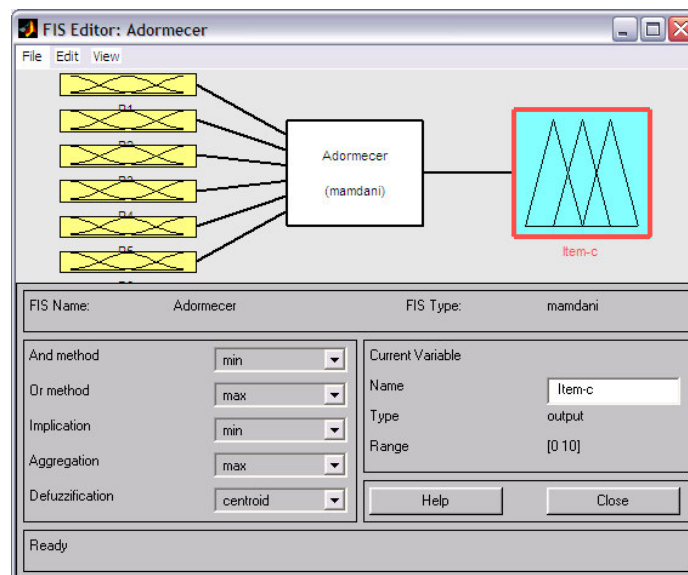 FIS Editor: Adormecer
File Edit View
Adormecer
(mamdani)
Item-c
FIS Name: Adormecer FIS Type: mamdani
And method min
Or method max
Implication min
Aggregation max
Defuzzification centroid
Current Variable
Name Item-c
Type output
Range [0 10]
Help Close
Ready